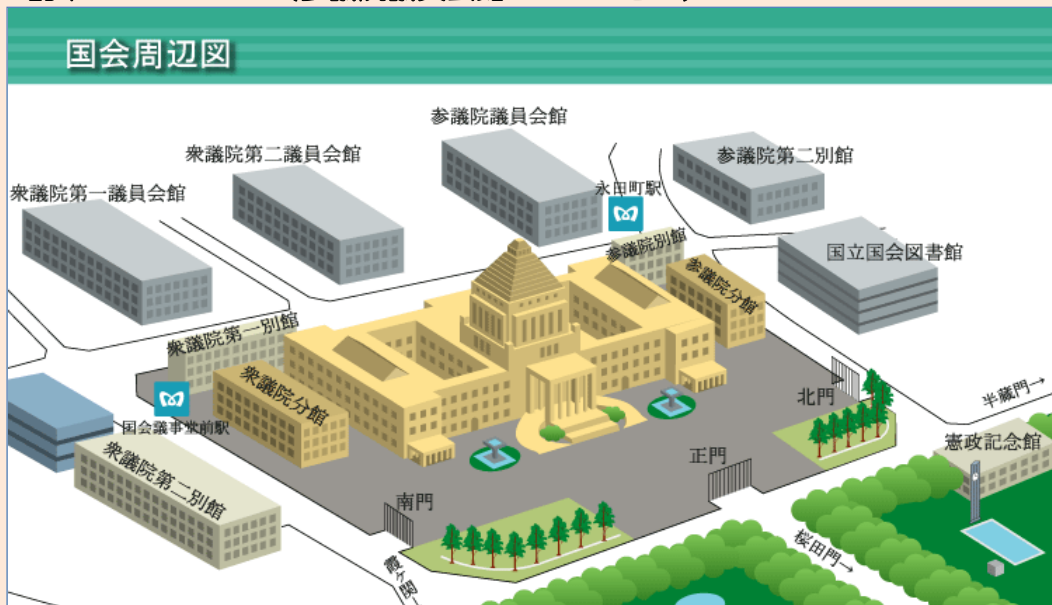 国会周辺図
参議院議員会館
衆議院第二議員会館
参議院第二別館
衆議院第一議員会館
永田町駅
参議院別館
国立国会図書館
参議院分館
衆議院第一別館
衆議院分館
北門
半蔵門→
国会議事堂前駅
憲政記念館
衆議院第二別館
正門
南門
桜田門→
霞ヶ関